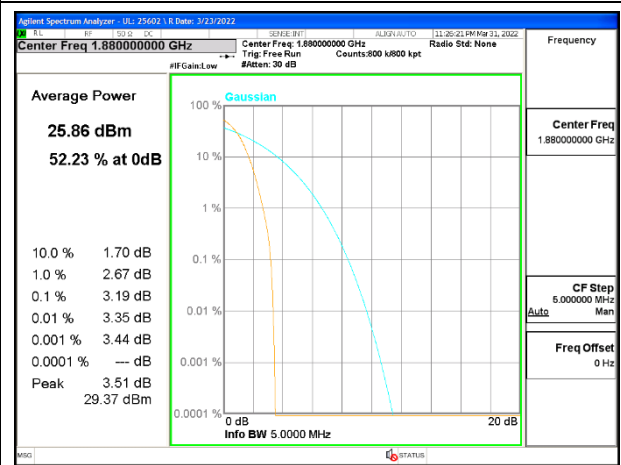 Agilent Spectrum Analyzer - UL: 25602 \ R Date: 3/23/2022
RL RF 50 Ω DC SENSE:INT ALIGN AUTO 11:26:21 PM Mar 31, 2022
Center Freq 1.880000000 GHz
Center Freq: 1.880000000 GHz Radio Std: None
Trig: Free Run Counts:800 k/800 kpt
#IFGain:Low #Atten: 30 dB
Frequency
Average Power
25.86 dBm
52.23 % at 0dB
10.0 % 1.70 dB
1.0 % 2.67 dB
0.1 % 3.19 dB
0.01 % 3.35 dB
0.001 % 3.44 dB
0.0001 % --- dB
Peak 3.51 dB
29.37 dBm
Gaussian
100 %
10 %
1 %
0.1 %
0.01 %
0.001 %
0.0001 %
0 dB 20 dB
Info BW 5.0000 MHz
Center Freq
1.880000000 GHz
CF Step
5.000000 MHz
Auto Man
Freq Offset
0 Hz
MSG STATUS